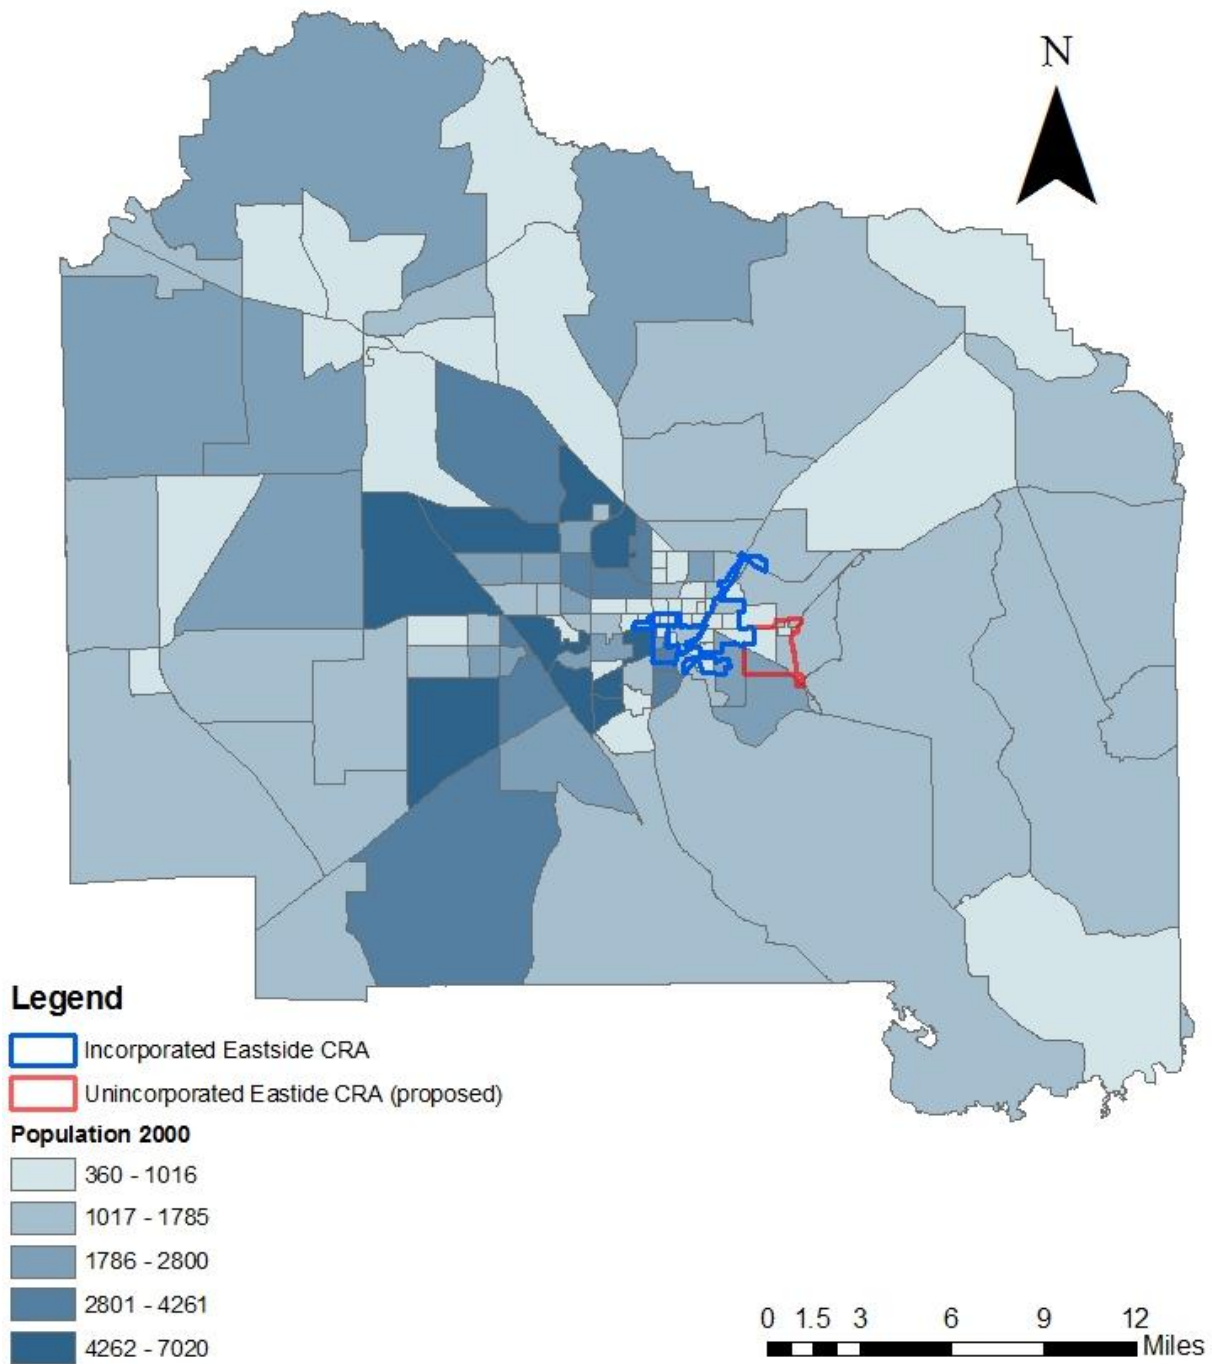 N
Legend
Incorporated Eastside CRA
Unincorporated Eastide CRA (proposed)
Population 2000
360 - 1016
1017 - 1785
1786 - 2800
2801 - 4261
4262 - 7020
0 1.5 3 6 9 12
Miles